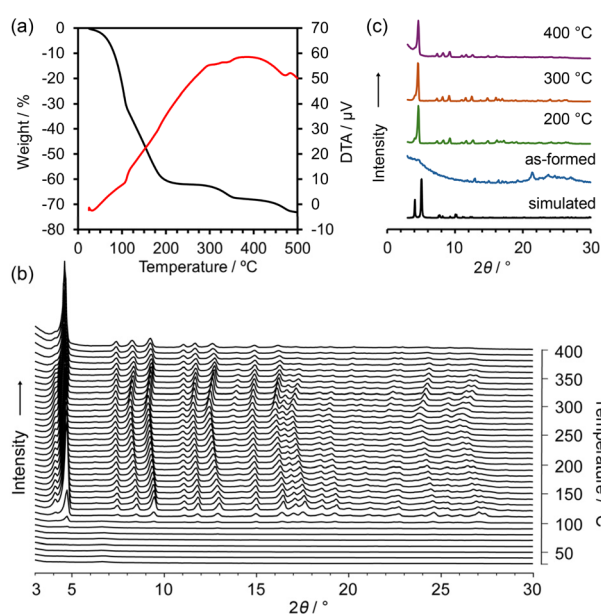 (a)
Weight / %
0
-10
-20
-30
-40
-50
-60
-70
-80
0 100 200 300 400 500
Temperature / ºC
70
60
50
40
30
20
10
0
-10
DTA / µV
(c)
Intensity
400 °C
300 °C
200 °C
as-formed
simulated
0 10 20 30
2θ / °
(b)
Intensity
3 5 10 15 20 25 30
2θ / °
400
350
300
250
200
150
100
50